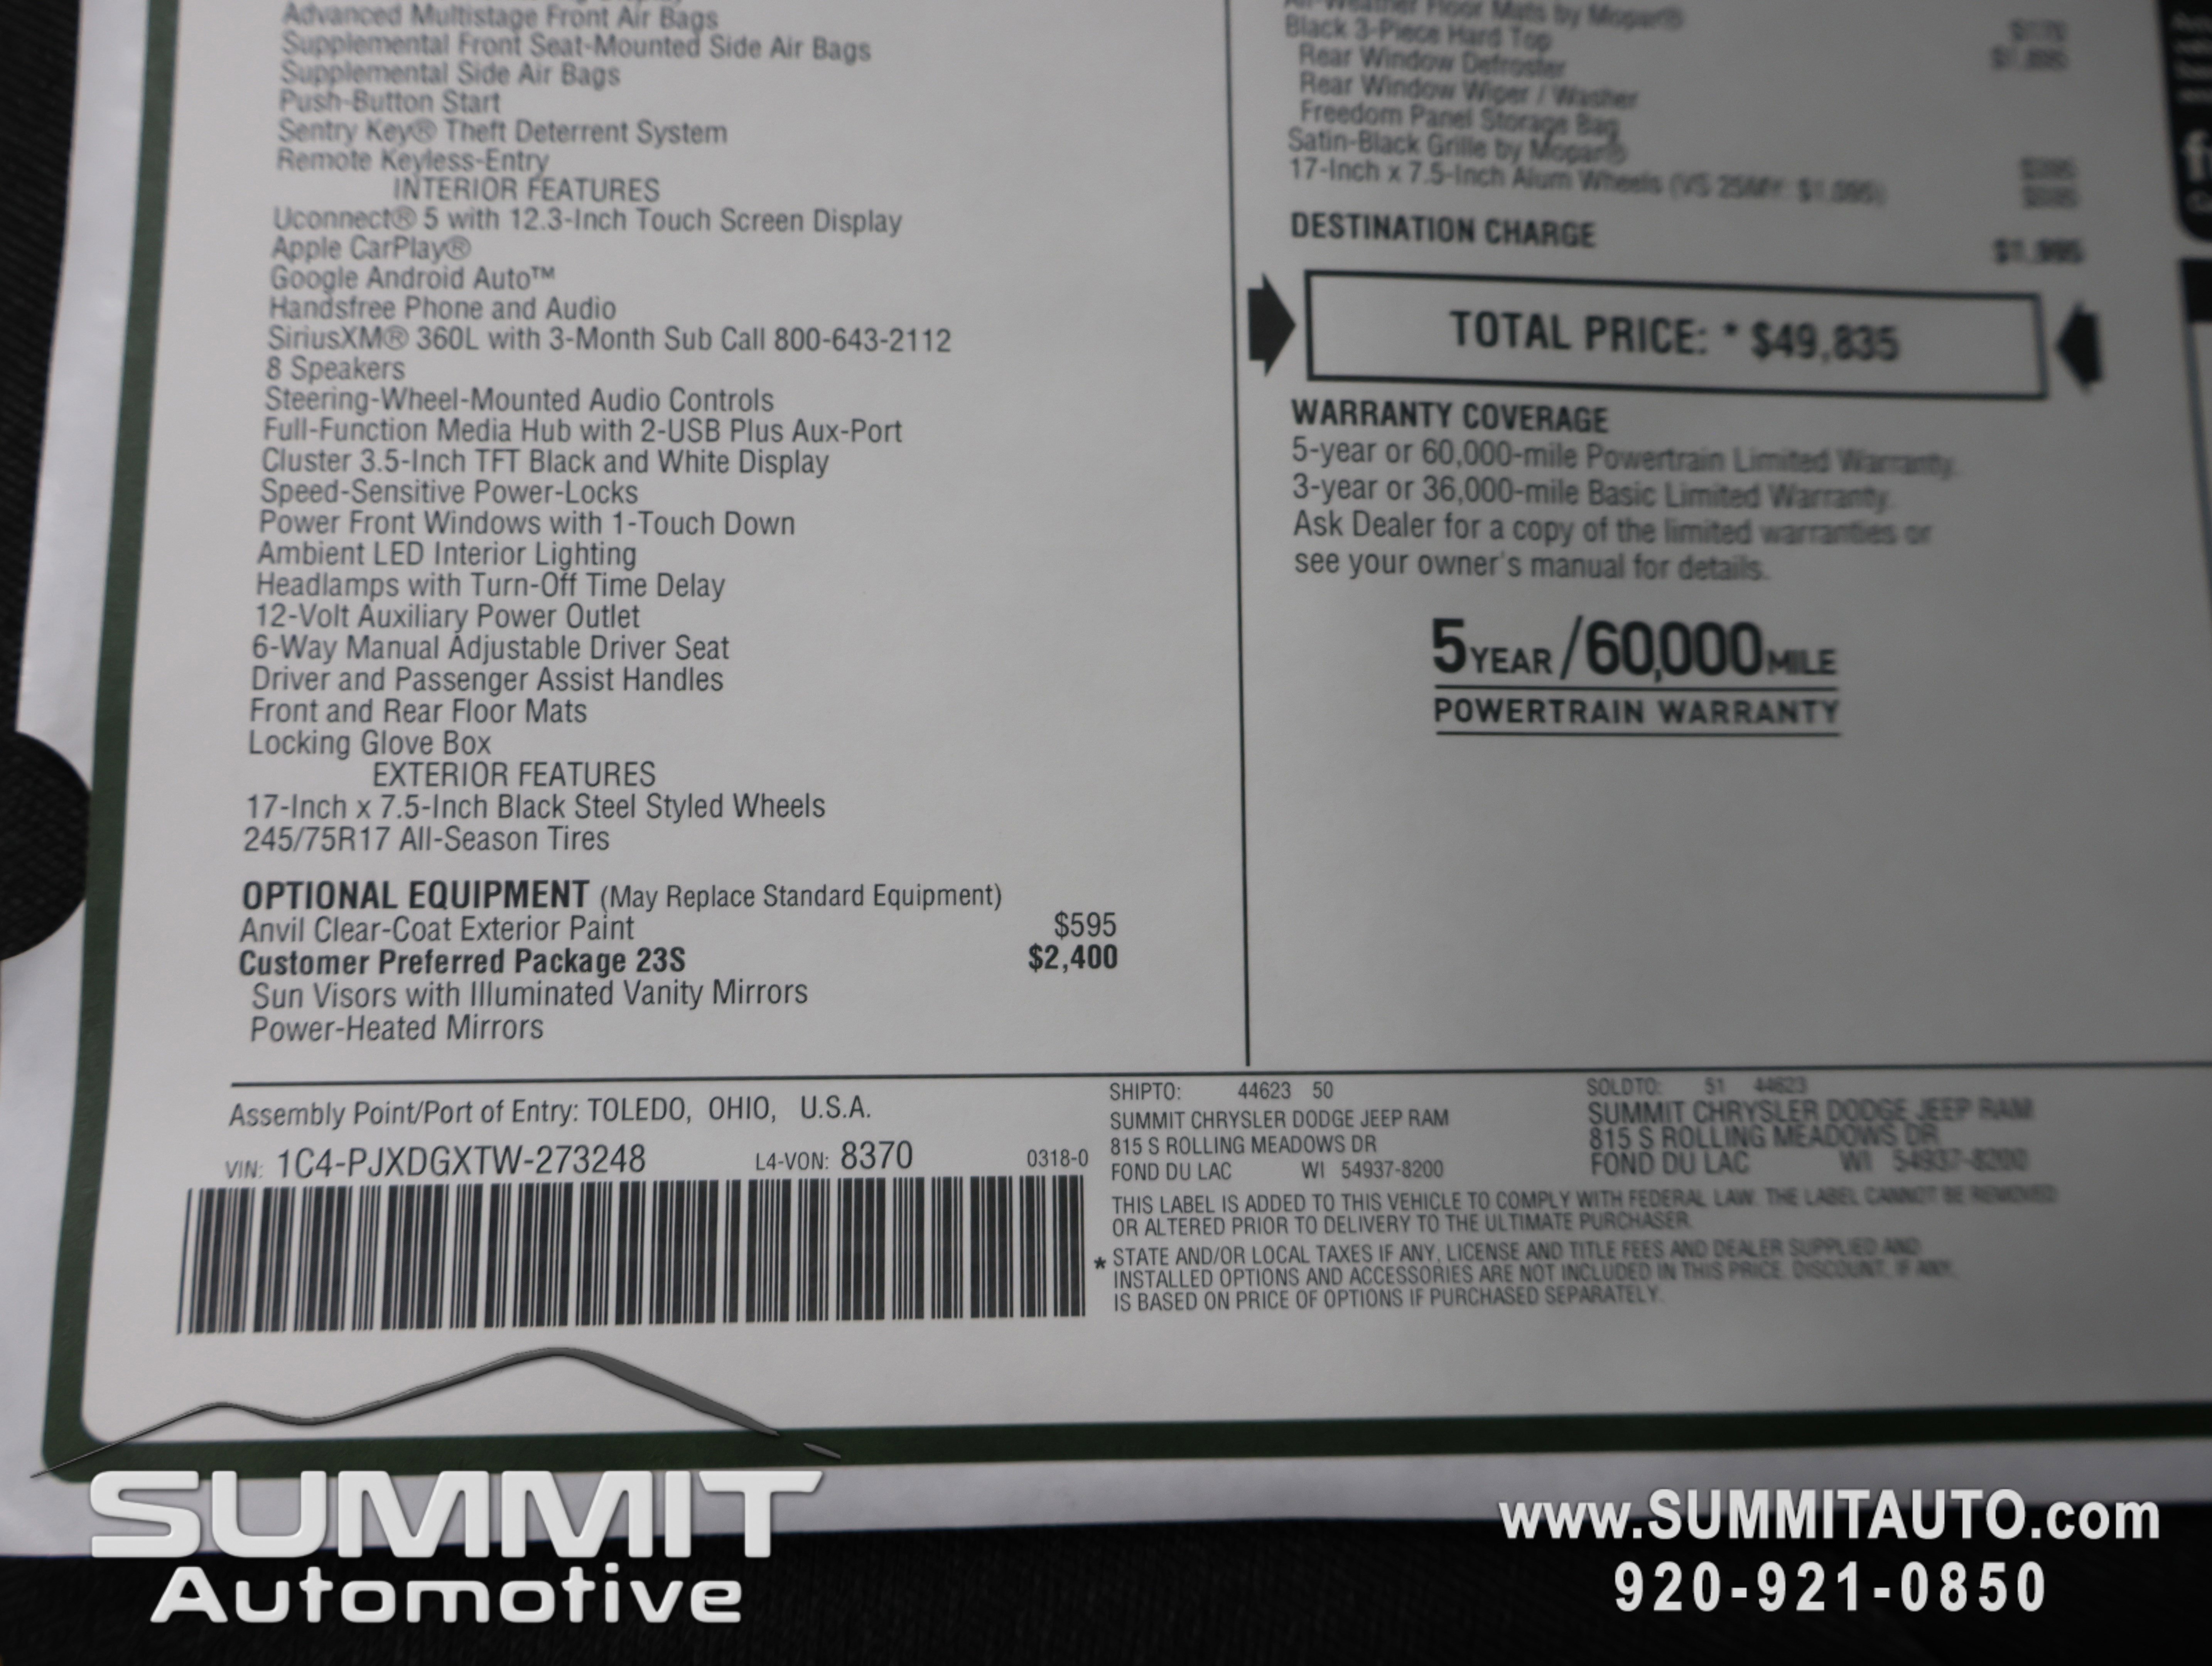 Advanced Multistage Front Air Bags
Supplemental Front Seat-Mounted Side Air Bags
Supplemental Side Air Bags
Push-Button Start
Sentry Key® Theft Deterrent System
Remote Keyless-Entry
INTERIOR FEATURES
Uconnect® 5 with 12.3-Inch Touch Screen Display
Apple CarPlay®
Google Android Auto™
Handsfree Phone and Audio
SiriusXM® 360L with 3-Month Sub Call 800-643-2112
8 Speakers
Steering-Wheel-Mounted Audio Controls
Full-Function Media Hub with 2-USB Plus Aux-Port
Cluster 3.5-Inch TFT Black and White Display
Speed-Sensitive Power-Locks
Power Front Windows with 1-Touch Down
Ambient LED Interior Lighting
Headlamps with Turn-Off Time Delay
12-Volt Auxiliary Power Outlet
6-Way Manual Adjustable Driver Seat
Driver and Passenger Assist Handles
Front and Rear Floor Mats
Locking Glove Box
EXTERIOR FEATURES
17-Inch x 7.5-Inch Black Steel Styled Wheels
245/75R17 All-Season Tires
OPTIONAL EQUIPMENT (May Replace Standard Equipment)
Anvil Clear-Coat Exterior Paint $595
Customer Preferred Package 23S $2,400
Sun Visors with Illuminated Vanity Mirrors
Power-Heated Mirrors
All-Weather Floor Mats by Mopar®
Black 3-Piece Hard Top
Rear Window Defroster
Rear Window Wiper / Washer
Freedom Panel Storage Bag
Satin-Black Grille by Mopar®
17-Inch x 7.5-Inch Alum Wheels (VS 25MY: $1,095)
DESTINATION CHARGE $1,995
TOTAL PRICE: * $49,835
WARRANTY COVERAGE
5-year or 60,000-mile Powertrain Limited Warranty.
3-year or 36,000-mile Basic Limited Warranty.
Ask Dealer for a copy of the limited warranties or
see your owner's manual for details.
5 YEAR / 60,000 MILE
POWERTRAIN WARRANTY
Assembly Point/Port of Entry: TOLEDO, OHIO, U.S.A.
VIN: 1C4-PJXDGXTW-273248 L4-VON: 8370 0318-0
SHIPTO: 44623 50
SUMMIT CHRYSLER DODGE JEEP RAM
815 S ROLLING MEADOWS DR
FOND DU LAC WI 54937-8200
SOLDTO: 51 44623
SUMMIT CHRYSLER DODGE JEEP RAM
815 S ROLLING MEADOWS DR
FOND DU LAC WI 54937-8200
THIS LABEL IS ADDED TO THIS VEHICLE TO COMPLY WITH FEDERAL LAW. THE LABEL CANNOT BE REMOVED
OR ALTERED PRIOR TO DELIVERY TO THE ULTIMATE PURCHASER.
* STATE AND/OR LOCAL TAXES IF ANY, LICENSE AND TITLE FEES AND DEALER SUPPLIED AND
INSTALLED OPTIONS AND ACCESSORIES ARE NOT INCLUDED IN THIS PRICE. DISCOUNT, IF ANY,
IS BASED ON PRICE OF OPTIONS IF PURCHASED SEPARATELY.
SUMMIT
Automotive
www.SUMMITAUTO.com
920-921-0850